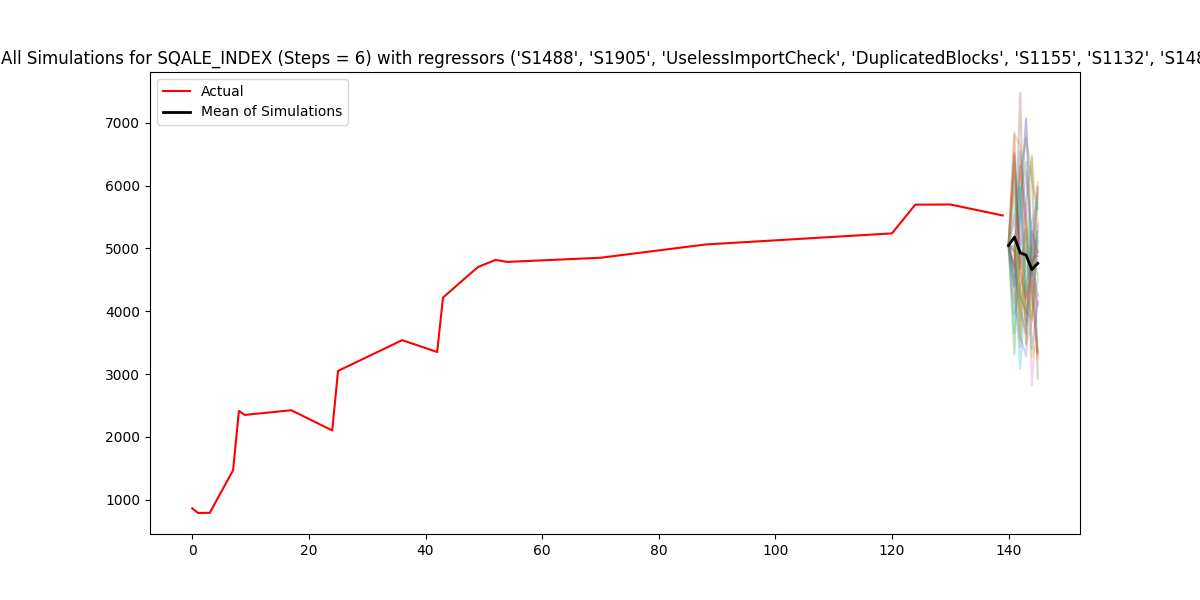 All Simulations for SQALE_INDEX (Steps = 6) with regressors ('S1488', 'S1905', 'UselessImportCheck', 'DuplicatedBlocks', 'S1155', 'S1132', 'S148
Actual
Mean of Simulations
7000
6000
5000
4000
3000
2000
1000
0 20 40 60 80 100 120 140